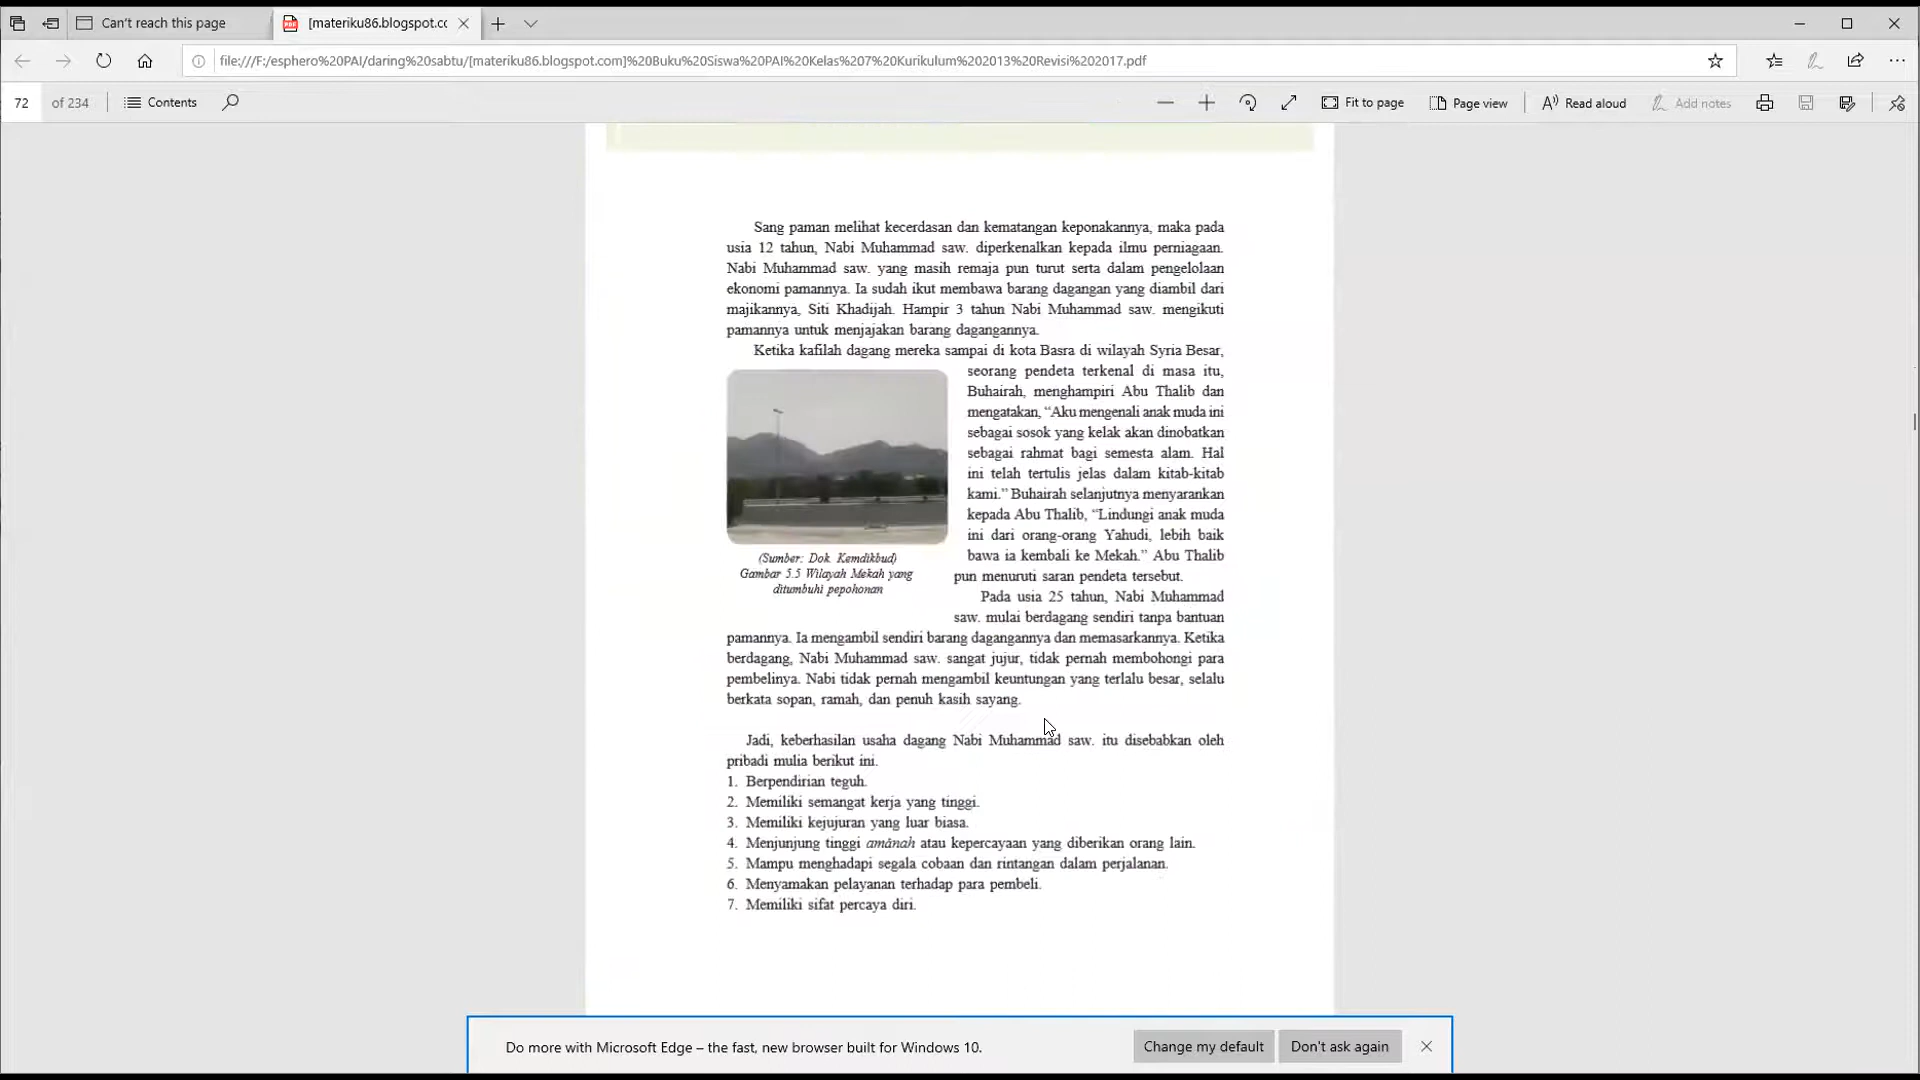 Can't reach this page
[materiku86.blogspot.cc
file:///F:/esphero%20PAI/daring%20sabtu/[materiku86.blogspot.com]%20Buku%20Siswa%20PAI%20Kelas%207%20Kurikulum%202013%20Revisi%202017.pdf
72 of 234
Contents
Fit to page
Page view
Read aloud
Add notes
Sang paman melihat kecerdasan dan kematangan keponakannya, maka pada
usia 12 tahun, Nabi Muhammad saw. diperkenalkan kepada ilmu perniagaan.
Nabi Muhammad saw. yang masih remaja pun turut serta dalam pengelolaan
ekonomi pamannya. Ia sudah ikut membawa barang dagangan yang diambil dari
majikannya, Siti Khadijah. Hampir 3 tahun Nabi Muhammad saw. mengikuti
pamannya untuk menjajakan barang dagangannya.
Ketika kafilah dagang mereka sampai di kota Basra di wilayah Syria Besar,
seorang pendeta terkenal di masa itu,
Buhairah, menghampiri Abu Thalib dan
mengatakan, “Aku mengenali anak muda ini
sebagai sosok yang kelak akan dinobatkan
sebagai rahmat bagi semesta alam. Hal
ini telah tertulis jelas dalam kitab-kitab
kami.” Buhairah selanjutnya menyarankan
kepada Abu Thalib, “Lindungi anak muda
ini dari orang-orang Yahudi, lebih baik
bawa ia kembali ke Mekah.” Abu Thalib
pun menuruti saran pendeta tersebut.
(Sumber: Dok. Kemdikbud)
Gambar 5.5 Wilayah Mekah yang
ditumbuhi pepohonan
Pada usia 25 tahun, Nabi Muhammad
saw. mulai berdagang sendiri tanpa bantuan
pamannya. Ia mengambil sendiri barang dagangannya dan memasarkannya. Ketika
berdagang, Nabi Muhammad saw. sangat jujur, tidak pernah membohongi para
pembelinya. Nabi tidak pernah mengambil keuntungan yang terlalu besar, selalu
berkata sopan, ramah, dan penuh kasih sayang.
Jadi, keberhasilan usaha dagang Nabi Muhammad saw. itu disebabkan oleh
pribadi mulia berikut ini.
1. Berpendirian teguh.
2. Memiliki semangat kerja yang tinggi.
3. Memiliki kejujuran yang luar biasa.
4. Menjunjung tinggi amânah atau kepercayaan yang diberikan orang lain.
5. Mampu menghadapi segala cobaan dan rintangan dalam perjalanan.
6. Menyamakan pelayanan terhadap para pembeli.
7. Memiliki sifat percaya diri.
Do more with Microsoft Edge – the fast, new browser built for Windows 10.
Change my default
Don't ask again